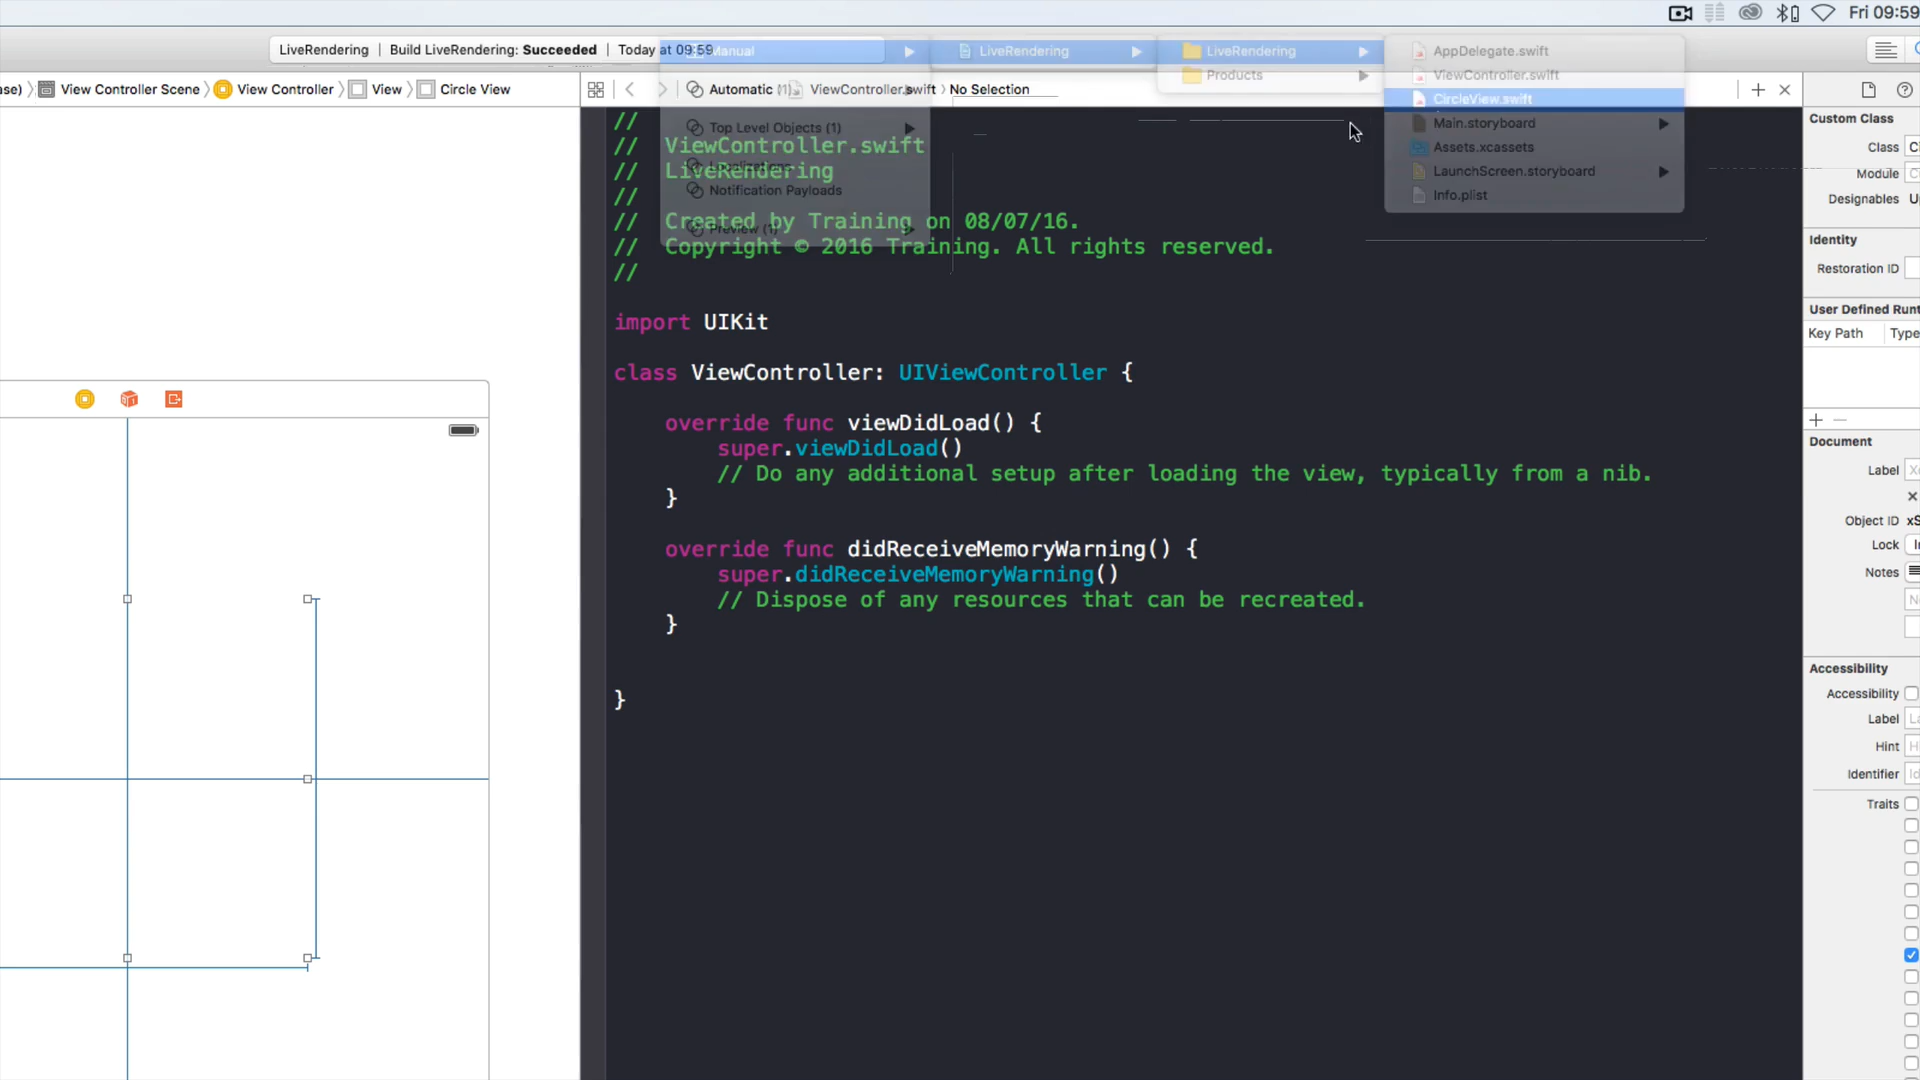 Fri 09:59
LiveRendering | Build LiveRendering: Succeeded | Today at 09:59
Manual
LiveRendering
LiveRendering
Products
AppDelegate.swift
ViewController.swift
CircleView.swift
Main.storyboard
Assets.xcassets
LaunchScreen.storyboard
Info.plist
ase) View Controller Scene View Controller View Circle View
Automatic (1) ViewController.swift No Selection
Top Level Objects (1)
Notification Payloads
Preview (1)
//
// ViewController.swift
// LiveRendering
//
// Created by Training on 08/07/16.
// Copyright © 2016 Training. All rights reserved.
//
import UIKit
class ViewController: UIViewController {
override func viewDidLoad() {
super.viewDidLoad()
// Do any additional setup after loading the view, typically from a nib.
}
override func didReceiveMemoryWarning() {
super.didReceiveMemoryWarning()
// Dispose of any resources that can be recreated.
}
}
Custom Class
Class
Module
Designables
Identity
Restoration ID
User Defined Runt
Key Path Type
Document
Label
Object ID
Lock
Notes
Accessibility
Accessibility
Label
Hint
Identifier
Traits